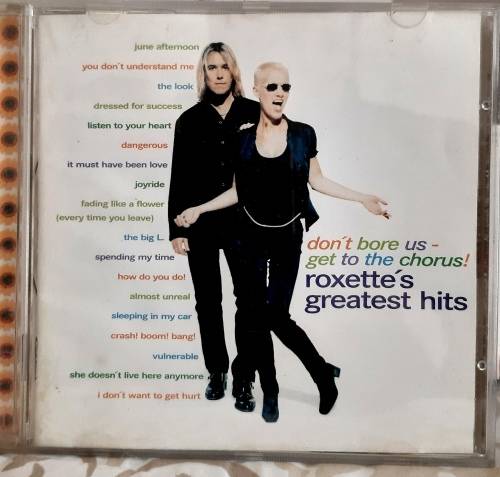 june afternoon
you don´t understand me
the look
dressed for success
listen to your heart
dangerous
it must have been love
joyride
fading like a flower
(every time you leave)
the big L.
spending my time
how do you do!
almost unreal
sleeping in my car
crash! boom! bang!
vulnerable
she doesn´t live here anymore
i don´t want to get hurt
don´t bore us -
get to the chorus!
roxette´s
greatest hits